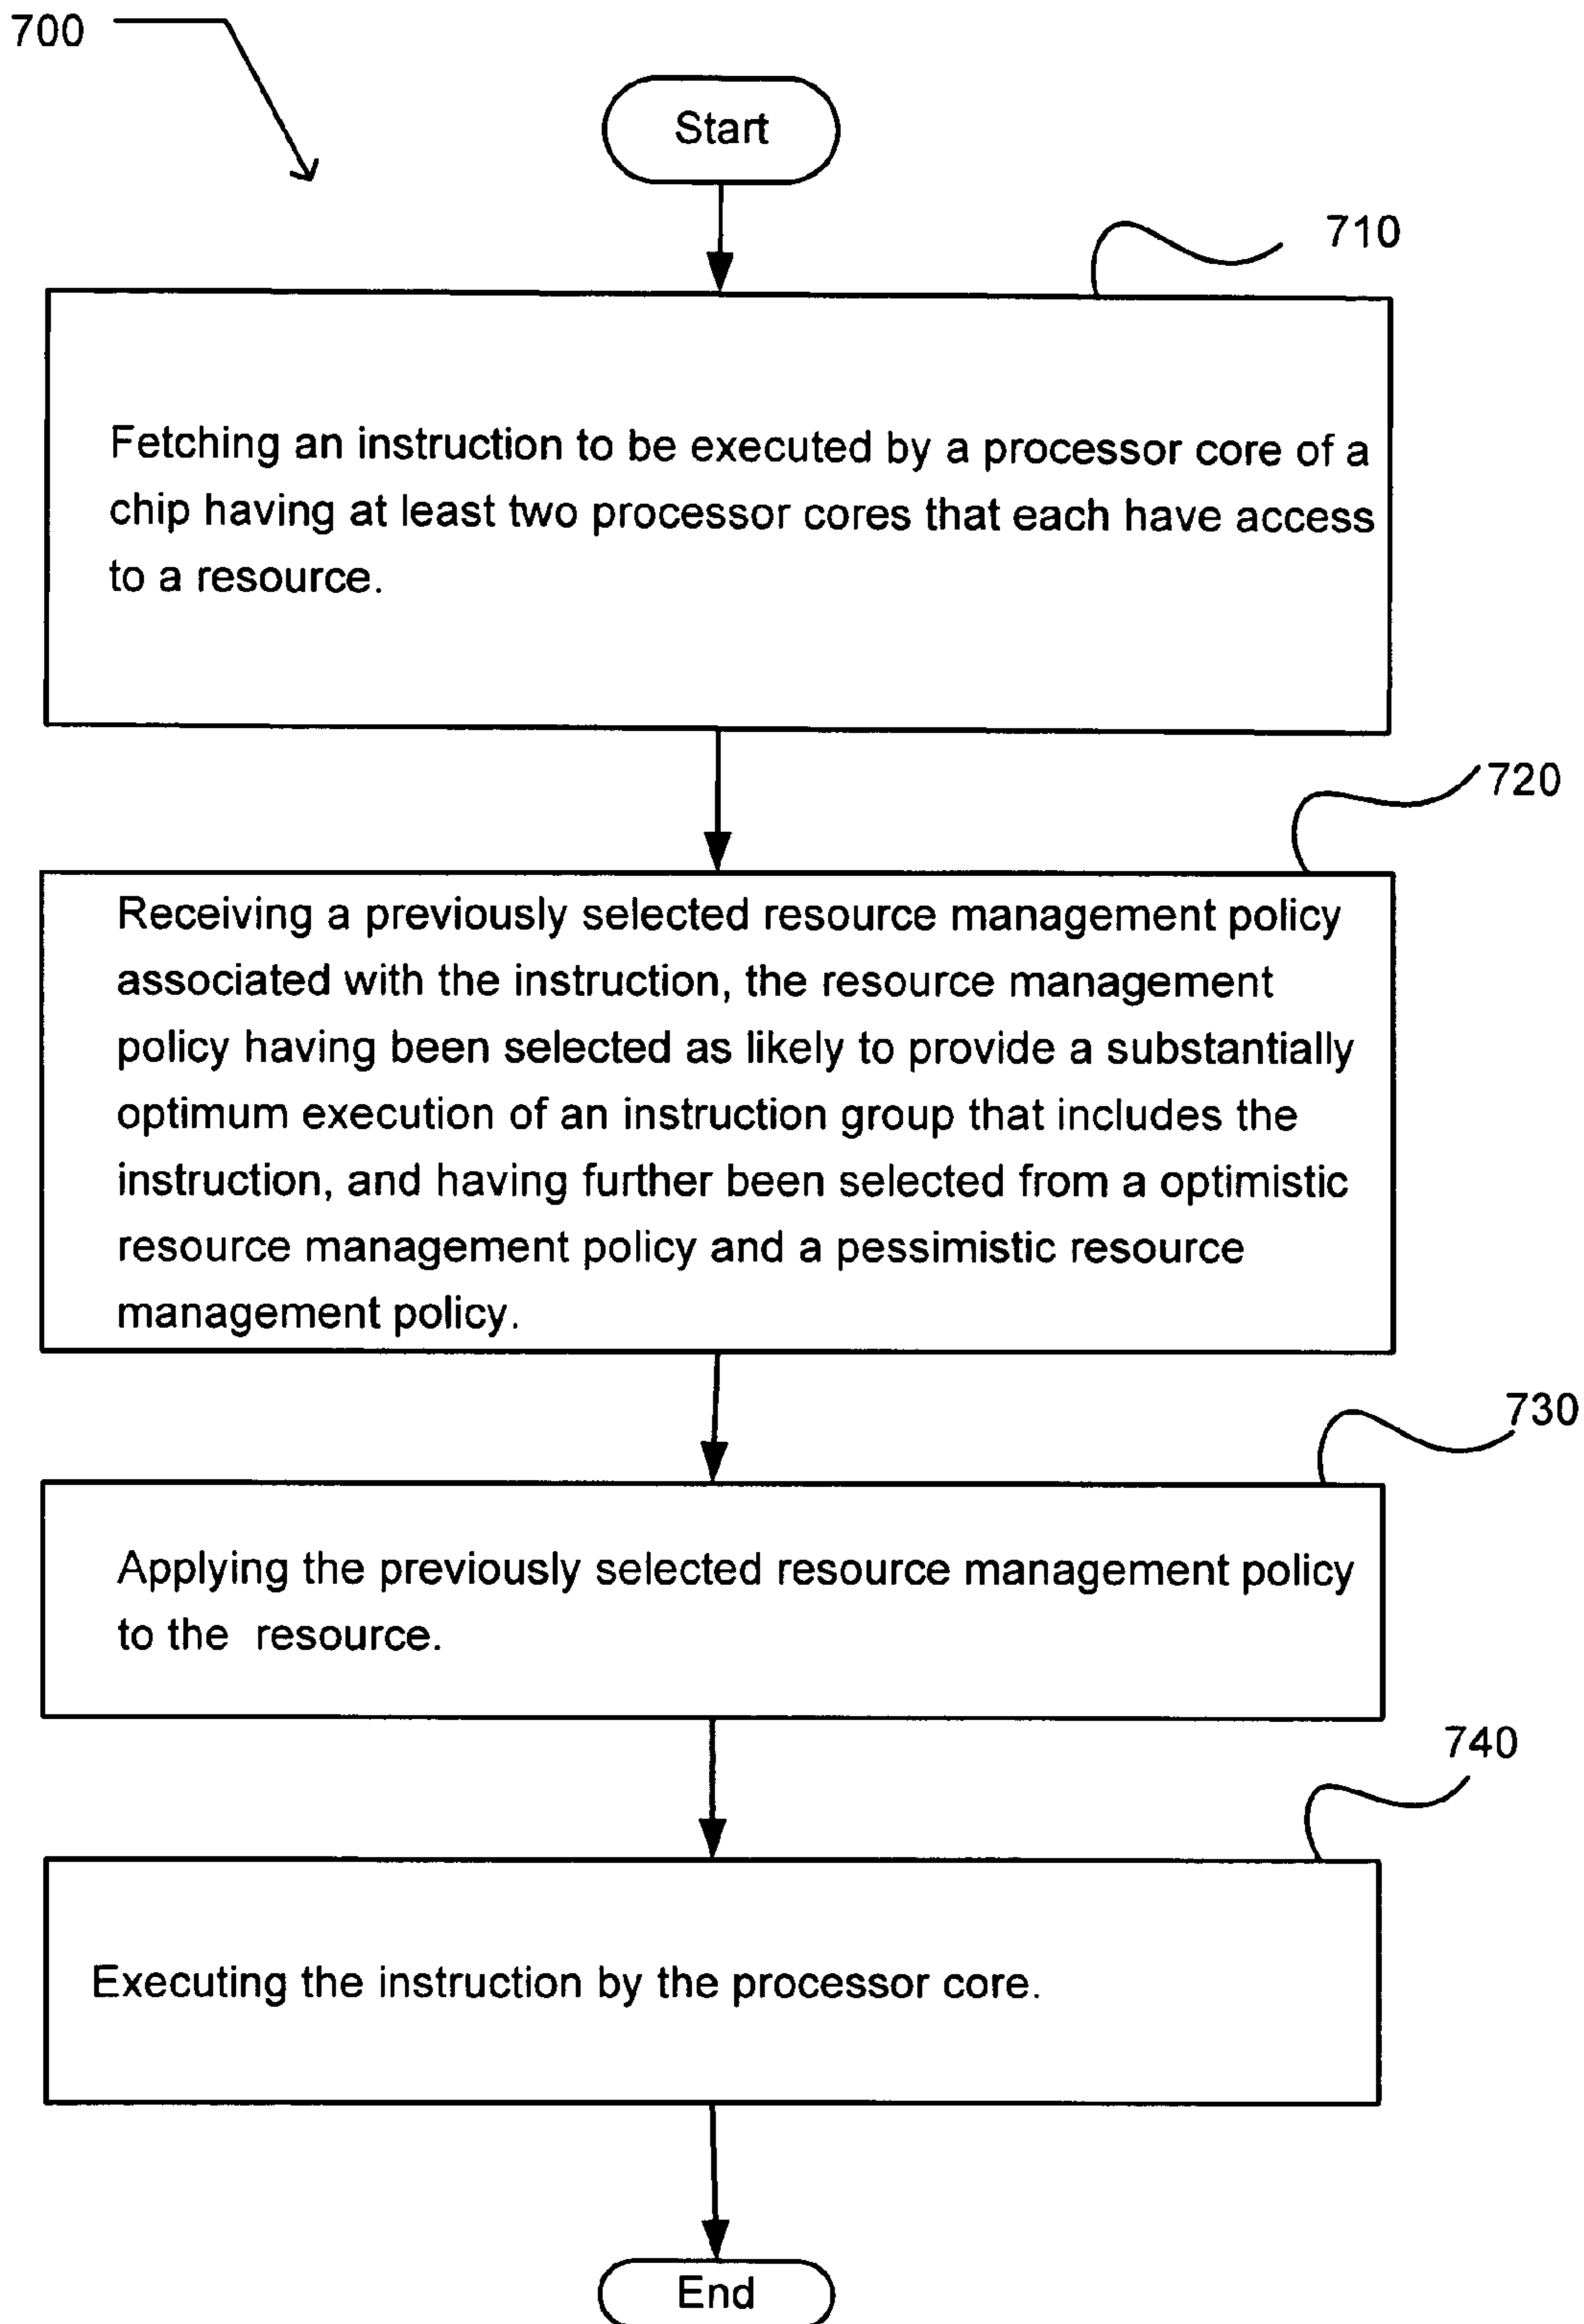 700
Start
710
Fetching an instruction to be executed by a processor core of a
chip having at least two processor cores that each have access
to a resource.
720
Receiving a previously selected resource management policy
associated with the instruction, the resource management
policy having been selected as likely to provide a substantially
optimum execution of an instruction group that includes the
instruction, and having further been selected from a optimistic
resource management policy and a pessimistic resource
management policy.
730
Applying the previously selected resource management policy
to the resource.
740
Executing the instruction by the processor core.
End